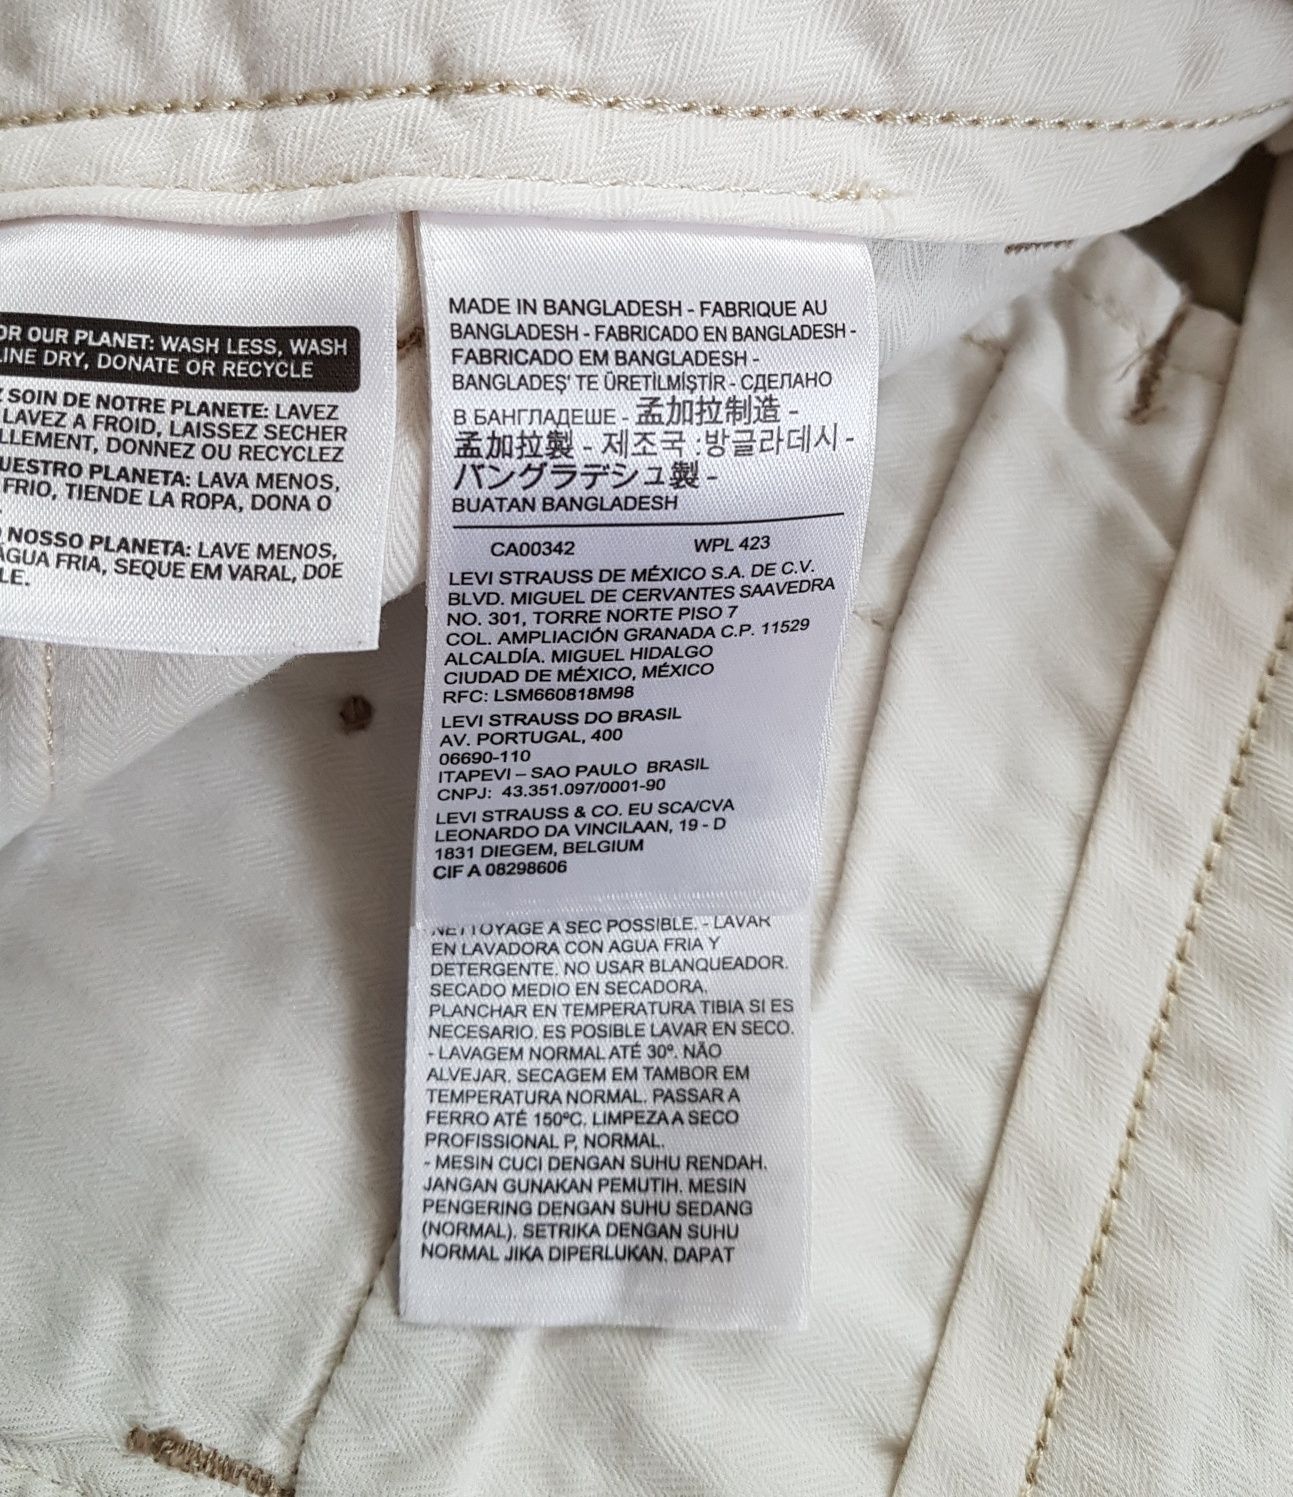 OR OUR PLANET: WASH LESS, WASH
LINE DRY, DONATE OR RECYCLE
SOIN DE NOTRE PLANETE: LAVEZ
LAVEZ A FROID, LAISSEZ SECHER
LLEMENT, DONNEZ OU RECYCLEZ
UESTRO PLANETA: LAVA MENOS,
FRIO, TIENDE LA ROPA, DONA O
NOSSO PLANETA: LAVE MENOS,
ÁGUA FRIA, SEQUE EM VARAL, DOE
LE.
MADE IN BANGLADESH - FABRIQUE AU
BANGLADESH - FABRICADO EN BANGLADESH -
FABRICADO EM BANGLADESH -
BANGLADEŞ' TE ÜRETİLMİŞTİR - СДЕЛАНО
В БАНГЛАДЕШЕ - 孟加拉制造 -
孟加拉製 - 제조국 :방글라데시 -
バングラデシュ製 -
BUATAN BANGLADESH
CA00342 WPL 423
LEVI STRAUSS DE MÉXICO S.A. DE C.V.
BLVD. MIGUEL DE CERVANTES SAAVEDRA
NO. 301, TORRE NORTE PISO 7
COL. AMPLIACIÓN GRANADA C.P. 11529
ALCALDÍA. MIGUEL HIDALGO
CIUDAD DE MÉXICO, MÉXICO
RFC: LSM660818M98
LEVI STRAUSS DO BRASIL
AV. PORTUGAL, 400
06690-110
ITAPEVI – SAO PAULO BRASIL
CNPJ: 43.351.097/0001-90
LEVI STRAUSS & CO. EU SCA/CVA
LEONARDO DA VINCILAAN, 19 - D
1831 DIEGEM, BELGIUM
CIF A 08298606
NETTOYAGE A SEC POSSIBLE. - LAVAR
EN LAVADORA CON AGUA FRIA Y
DETERGENTE. NO USAR BLANQUEADOR.
SECADO MEDIO EN SECADORA.
PLANCHAR EN TEMPERATURA TIBIA SI ES
NECESARIO. ES POSIBLE LAVAR EN SECO.
- LAVAGEM NORMAL ATÉ 30º. NÃO
ALVEJAR. SECAGEM EM TAMBOR EM
TEMPERATURA NORMAL. PASSAR A
FERRO ATÉ 150ºC. LIMPEZA A SECO
PROFISSIONAL P, NORMAL.
- MESIN CUCI DENGAN SUHU RENDAH.
JANGAN GUNAKAN PEMUTIH. MESIN
PENGERING DENGAN SUHU SEDANG
(NORMAL). SETRIKA DENGAN SUHU
NORMAL JIKA DIPERLUKAN. DAPAT